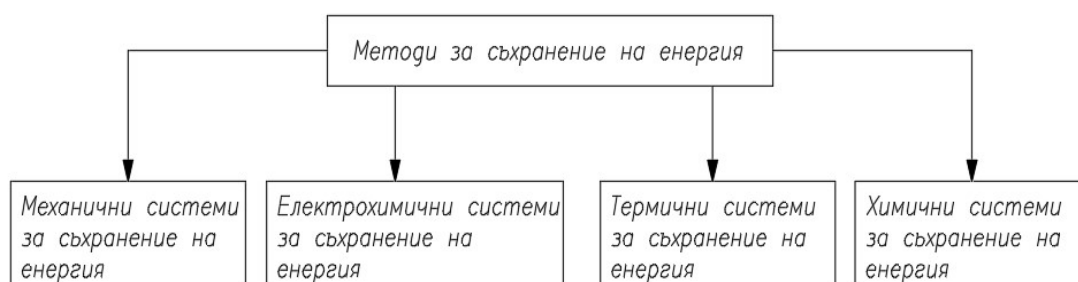 Методи за съхранение на енергия
Механични системи
за съхранение на
енергия
Електрохимични системи
за съхранение на
енергия
Термични системи
за съхранение на
енергия
Химични системи
за съхранение на
енергия